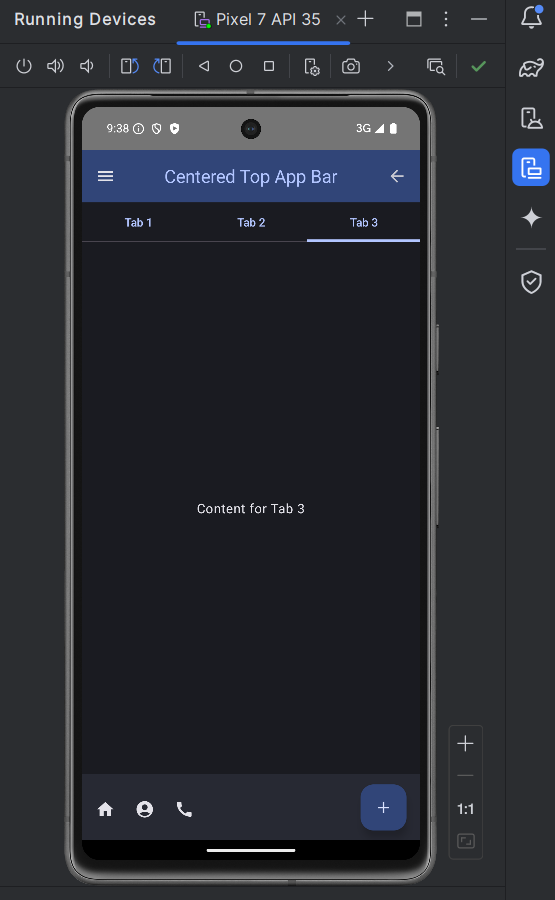 Running Devices
Pixel 7 API 35
9:38
3G
Centered Top App Bar
Tab 1
Tab 2
Tab 3
Content for Tab 3
1:1